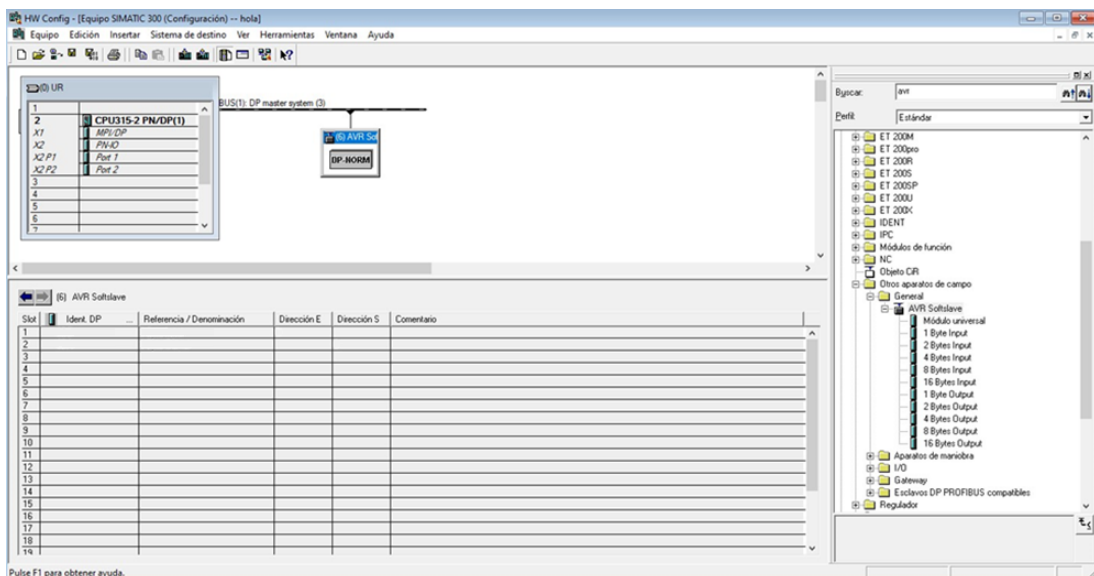 HW Config - [Equipo SIMATIC 300 (Configuración) -- hola]
Equipo Edición Insertar Sistema de destino Ver Herramientas Ventana Ayuda
(0) UR
1
2 CPU315-2 PN/DP(1)
X1 MPI/DP
X2 PN-IO
X2 P1 Port 1
X2 P2 Port 2
3
4
5
6
7
BUS(1): DP master system (3)
(6) AVR Sof
DP-NORM
(6) AVR Softslave
Slot Ident. DP ... Referencia / Denominación Dirección E Dirección S Comentario
1
2
3
4
5
6
7
8
9
10
11
12
13
14
15
16
17
18
19
Buscar: avr
Perfil: Estándar
ET 200M
ET 200pro
ET 200R
ET 200S
ET 200SP
ET 200U
ET 200X
IDENT
IPC
Módulos de función
NC
Objeto CiR
Otros aparatos de campo
General
AVR Softslave
Módulo universal
1 Byte Input
2 Bytes Input
4 Bytes Input
8 Bytes Input
16 Bytes Input
1 Byte Output
2 Bytes Output
4 Bytes Output
8 Bytes Output
16 Bytes Output
Aparatos de maniobra
I/O
Gateway
Esclavos DP PROFIBUS compatibles
Regulador
Pulse F1 para obtener ayuda.